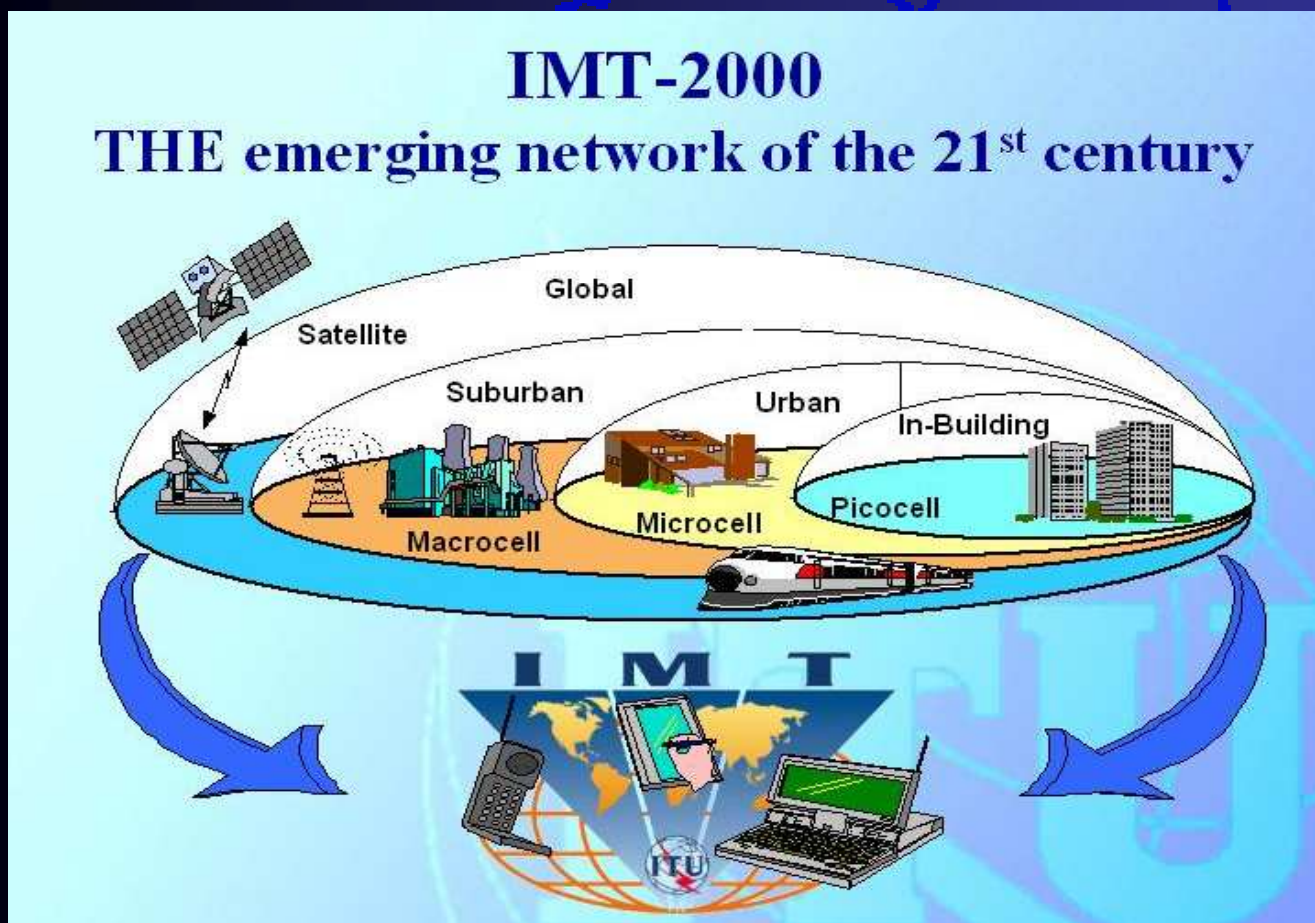 IMT-2000
THE emerging network of the 21st century
Global
Satellite
Suburban
Urban
In-Building
Macrocell
Microcell
Picocell
I M T
ITU